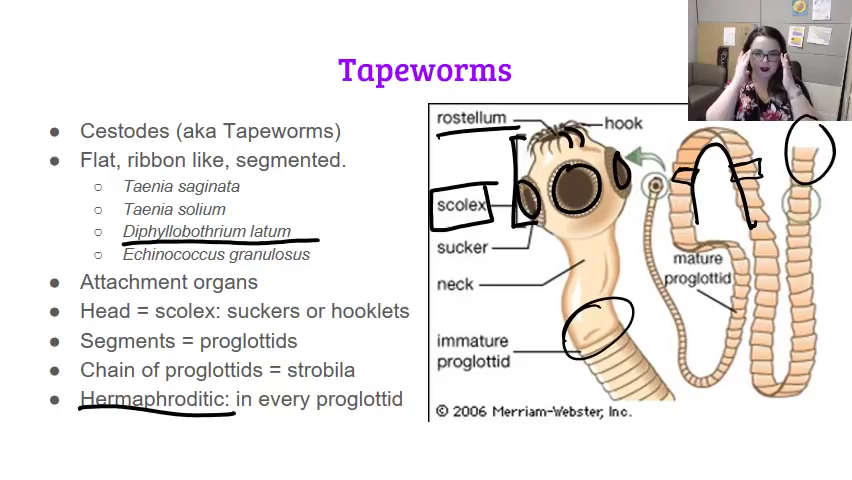 Tapeworms
● Cestodes (aka Tapeworms)
● Flat, ribbon like, segmented.
○ Taenia saginata
○ Taenia solium
○ Diphyllobothrium latum
○ Echinococcus granulosus
● Attachment organs
● Head = scolex: suckers or hooklets
● Segments = proglottids
● Chain of proglottids = strobila
● Hermaphroditic: in every proglottid
rostellum
hook
scolex
sucker
neck
immature
proglottid
mature
proglottid
© 2006 Merriam-Webster, Inc.